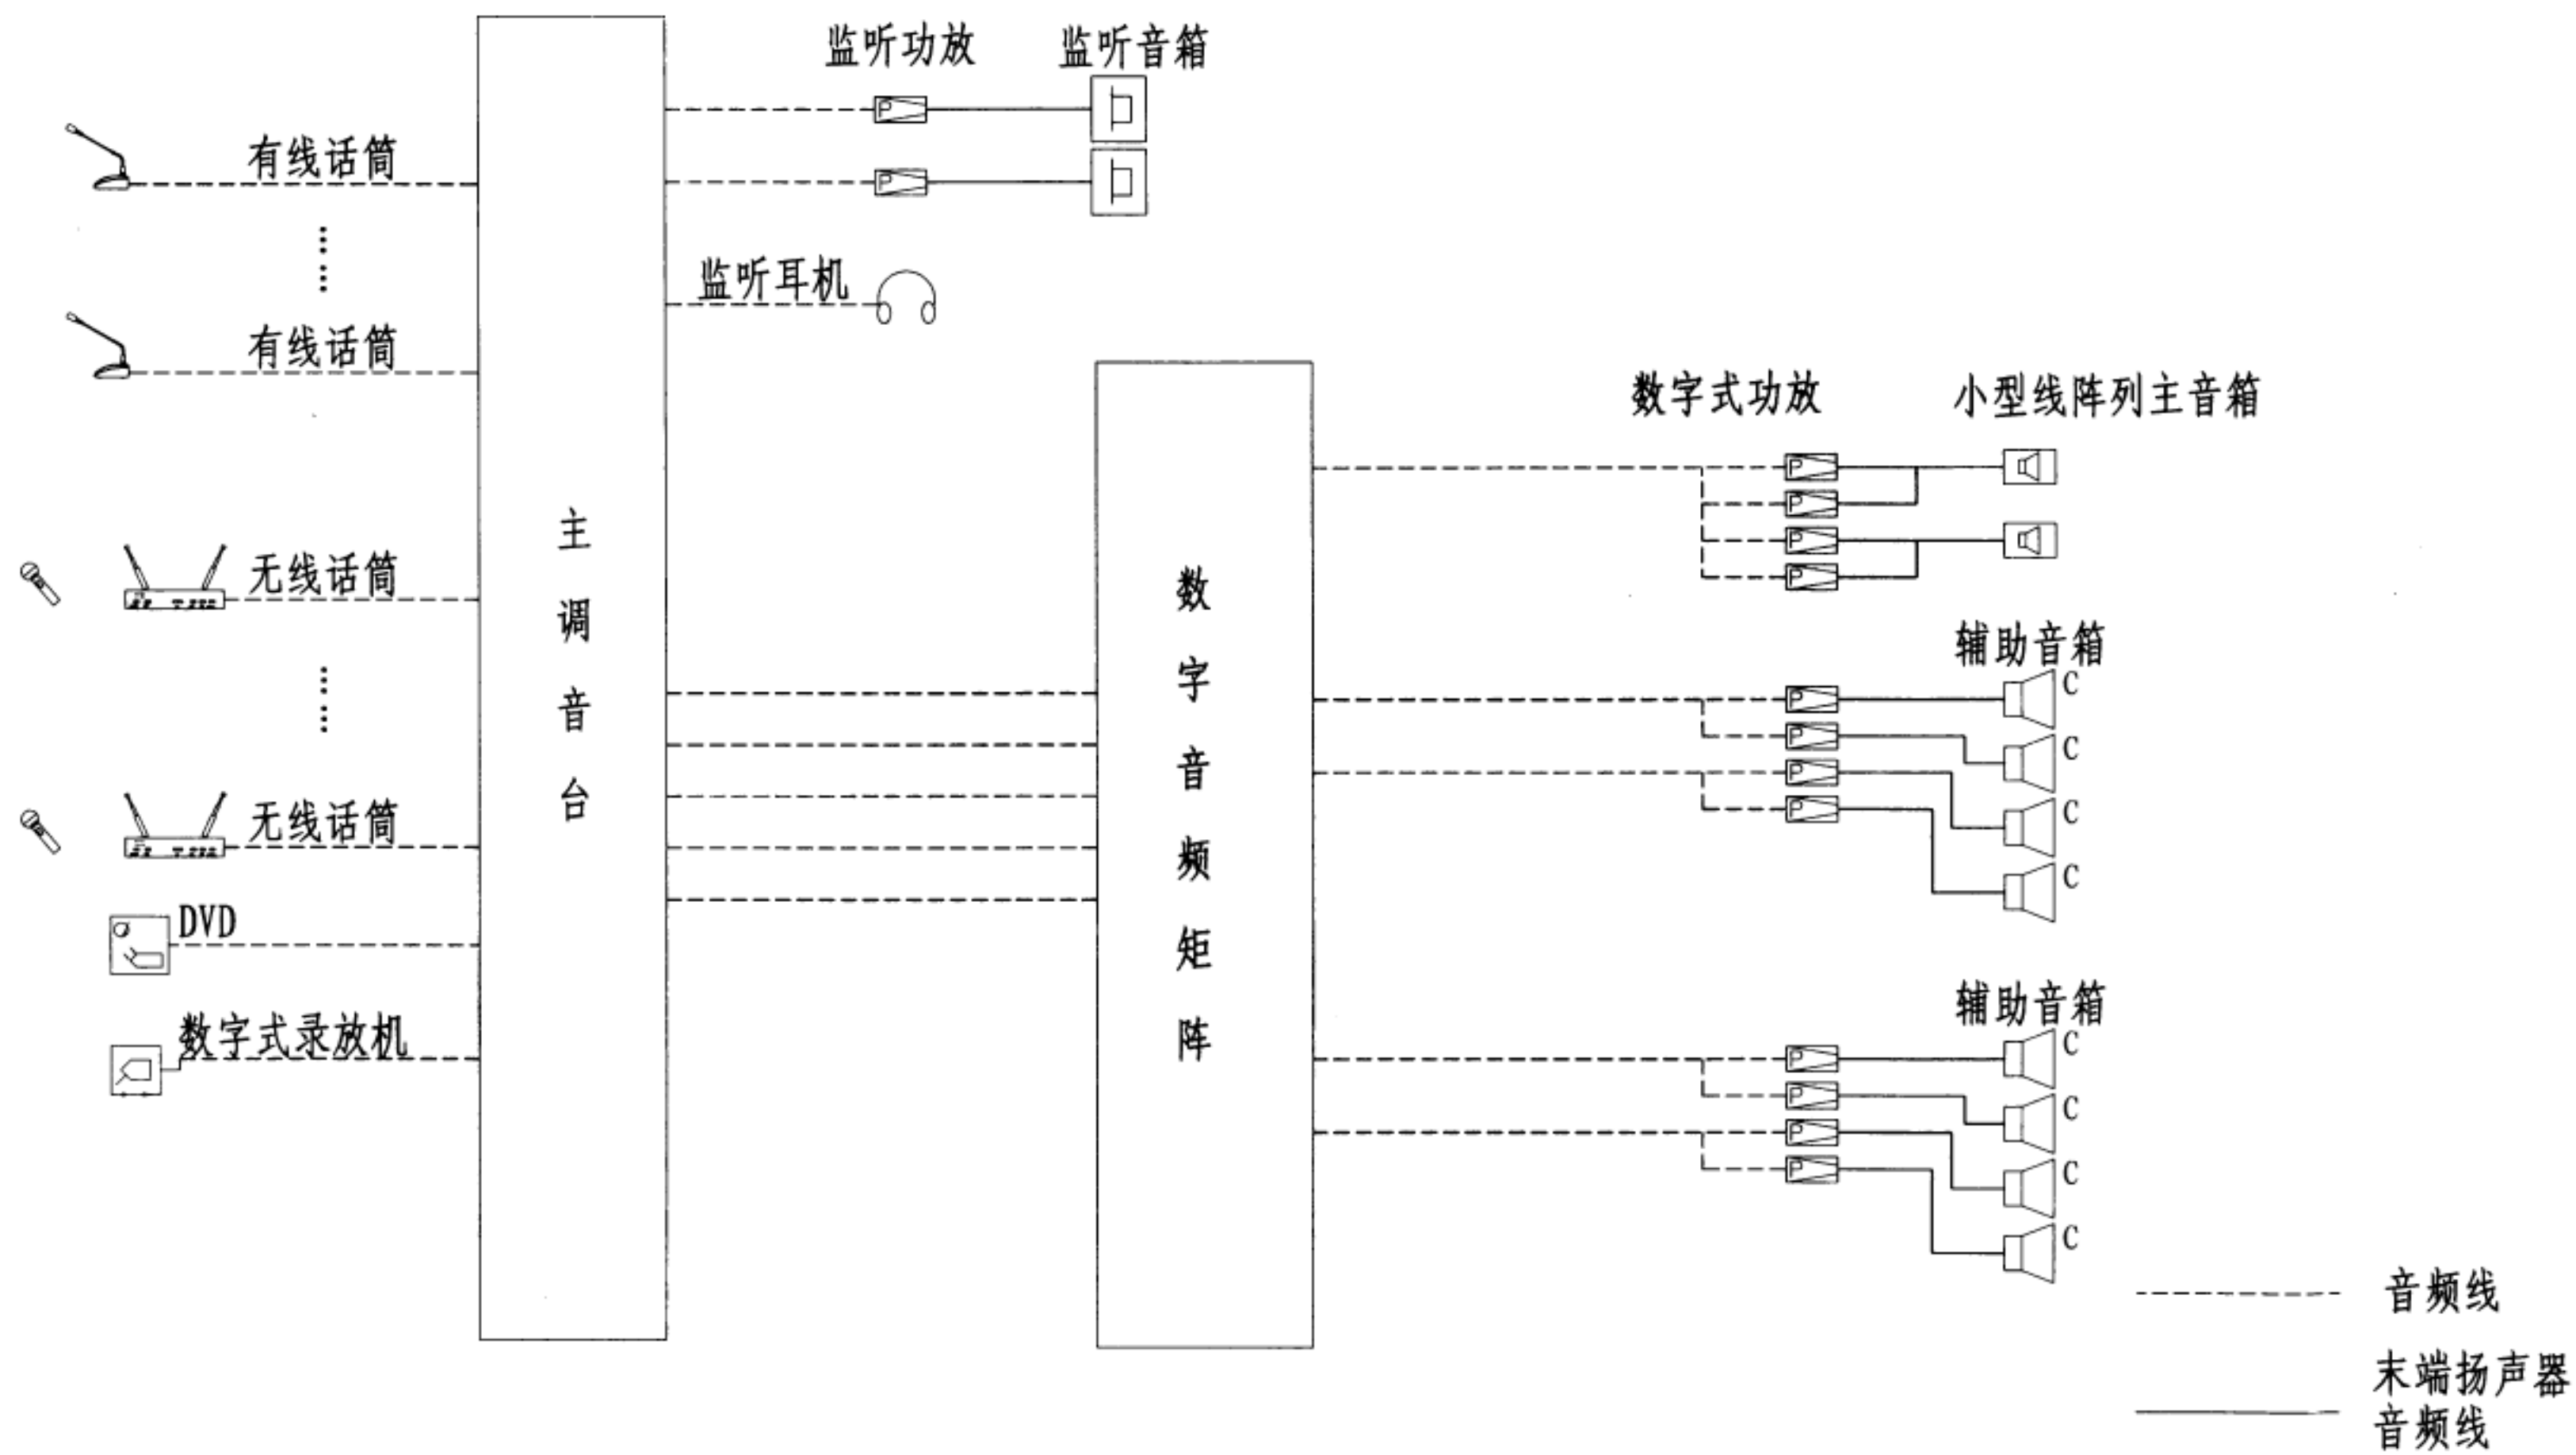 监听功放
监听音箱
有线话筒
……
有线话筒
监听耳机
无线话筒
……
无线话筒
DVD
数字式录放机
主调音台
数字音频矩阵
数字式功放
小型线阵列主音箱
P
P
P
P
P
P
辅助音箱
P
P
P
P
C
C
C
C
辅助音箱
P
P
P
P
C
C
C
C
音频线
末端扬声器
音频线